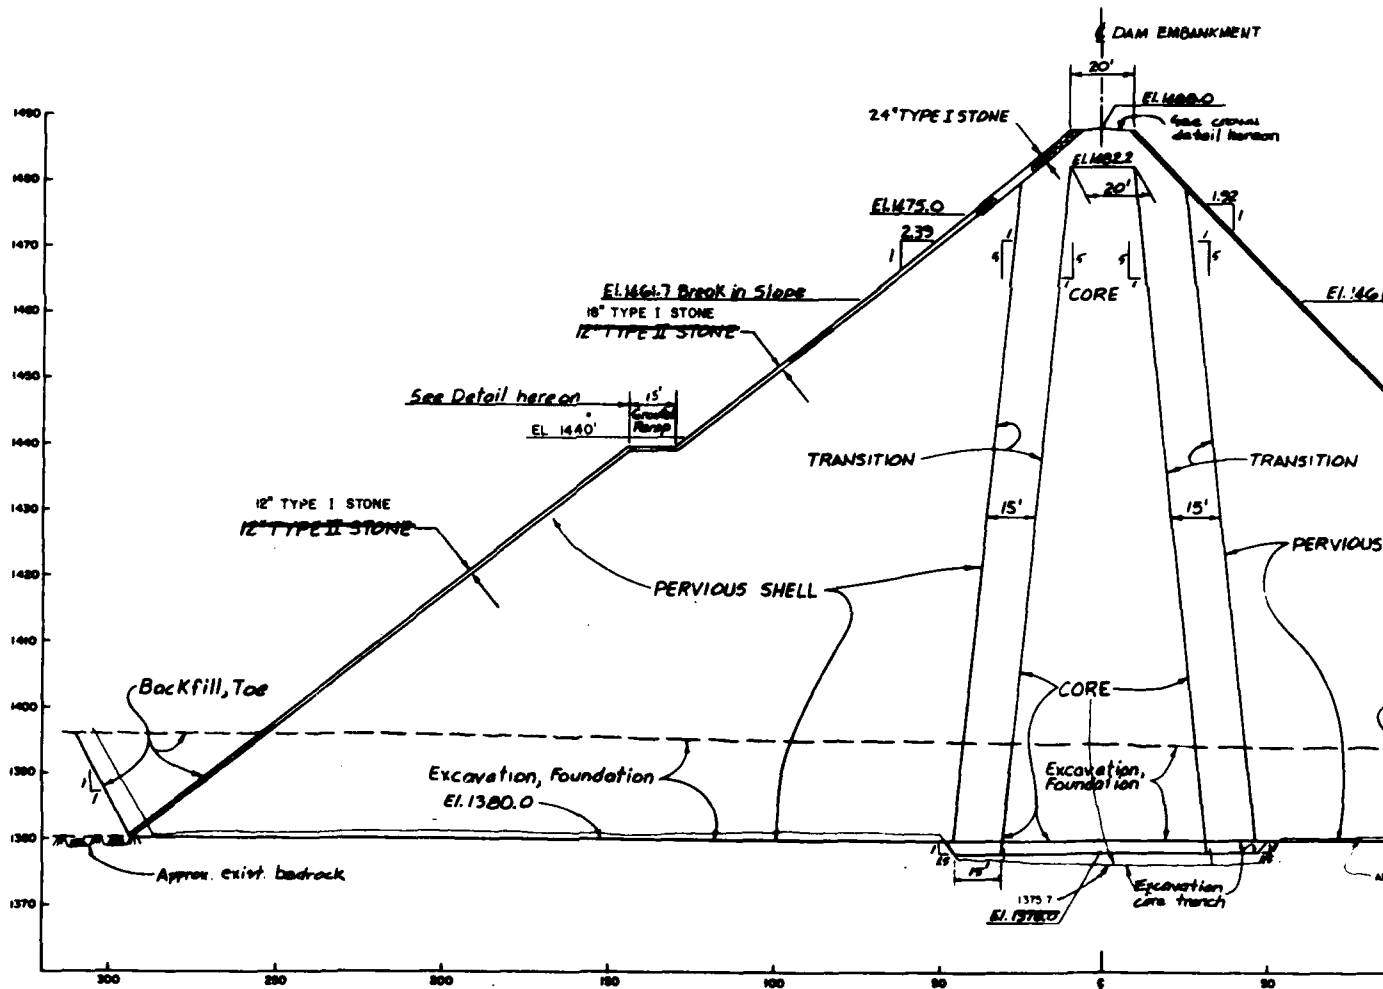 ℄ DAM EMBANKMENT
20'
EL 1488.0
See crown
detail hereon
24" TYPE I STONE
EL 1482.2
20'
El. 1475.0
2.39
1
1.92
1
1
5
5
1
5
1
1
5
CORE
El. 1461.7 Break in Slope
El. 1461
18" TYPE I STONE
12" TYPE II STONE
See Detail hereon
15'
Gravel
Ramp
EL 1440'
TRANSITION
TRANSITION
12" TYPE I STONE
12" TYPE II STONE
15'
15'
PERVIOUS
PERVIOUS SHELL
Backfill, Toe
CORE
1
1
Excavation, Foundation
El. 1380.0
Excavation,
Foundation
Approx. exist. bedrock
1
15'
1375.7
El. 1376.0
Excavation
core trench
1490
1480
1470
1460
1450
1440
1430
1420
1410
1400
1390
1380
1370
300
250
200
150
100
50
℄
50